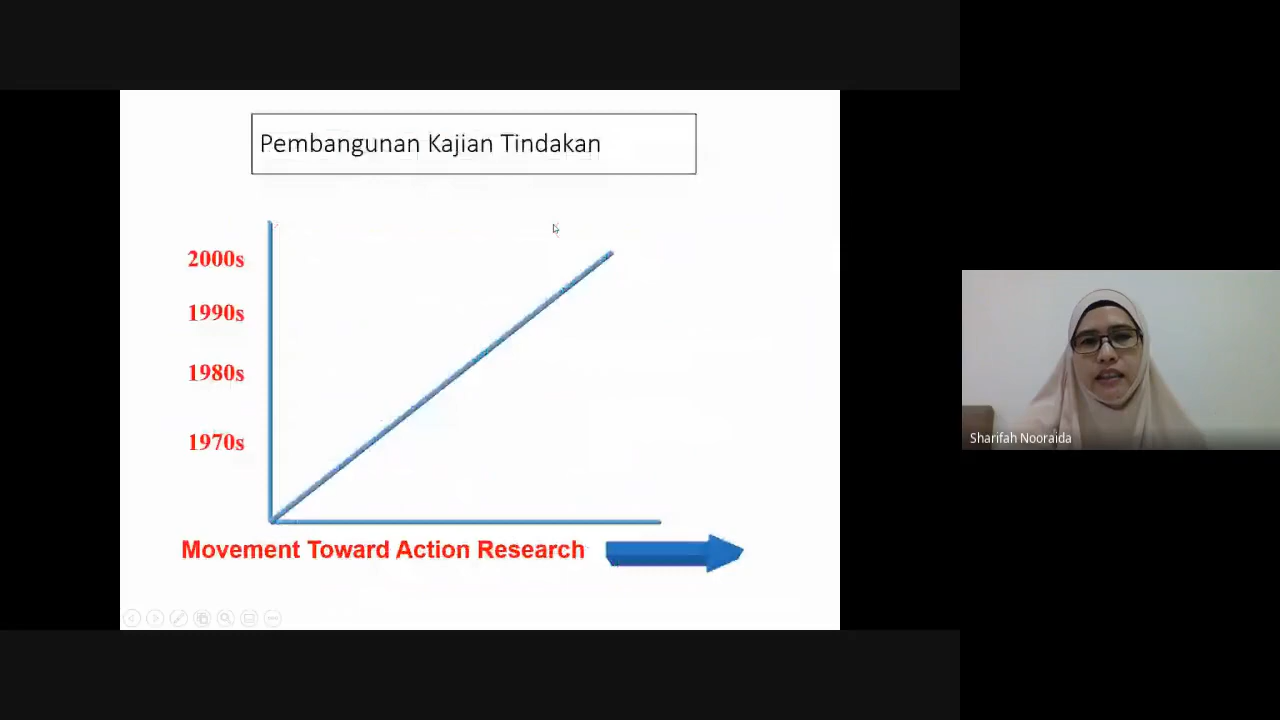 Pembangunan Kajian Tindakan
2000s
1990s
1980s
1970s
Movement Toward Action Research
Sharifah Nooraida